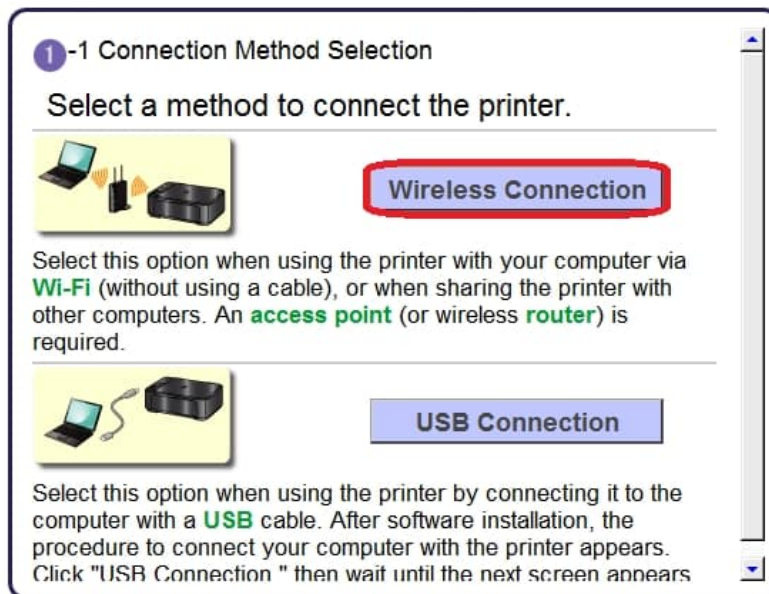 1-1 Connection Method Selection
Select a method to connect the printer.
Wireless Connection
Select this option when using the printer with your computer via
Wi-Fi (without using a cable), or when sharing the printer with
other computers. An access point (or wireless router) is
required.
USB Connection
Select this option when using the printer by connecting it to the
computer with a USB cable. After software installation, the
procedure to connect your computer with the printer appears.
Click "USB Connection " then wait until the next screen appears